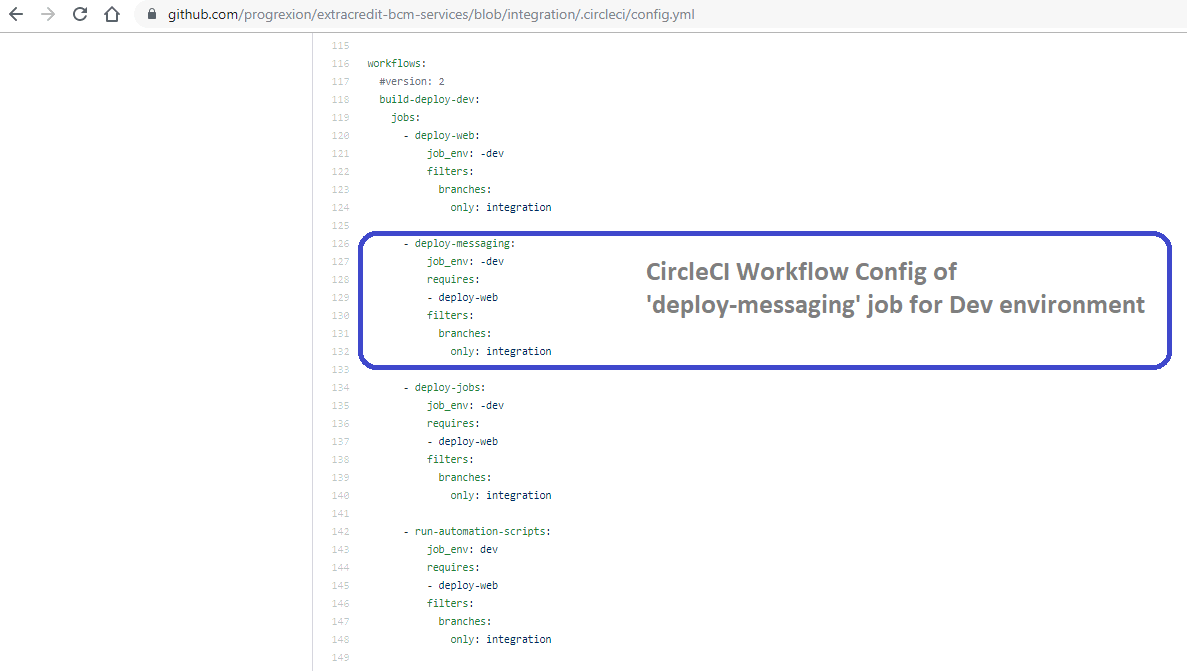 github.com/progrexion/extracredit-bcm-services/blob/integration/.circleci/config.yml
115
116 workflows:
117 #version: 2
118 build-deploy-dev:
119 jobs:
120 - deploy-web:
121 job_env: -dev
122 filters:
123 branches:
124 only: integration
125
126 - deploy-messaging:
127 job_env: -dev
128 requires:
129 - deploy-web
130 filters:
131 branches:
132 only: integration
CircleCI Workflow Config of
'deploy-messaging' job for Dev environment
133
134 - deploy-jobs:
135 job_env: -dev
136 requires:
137 - deploy-web
138 filters:
139 branches:
140 only: integration
141
142 - run-automation-scripts:
143 job_env: dev
144 requires:
145 - deploy-web
146 filters:
147 branches:
148 only: integration
149